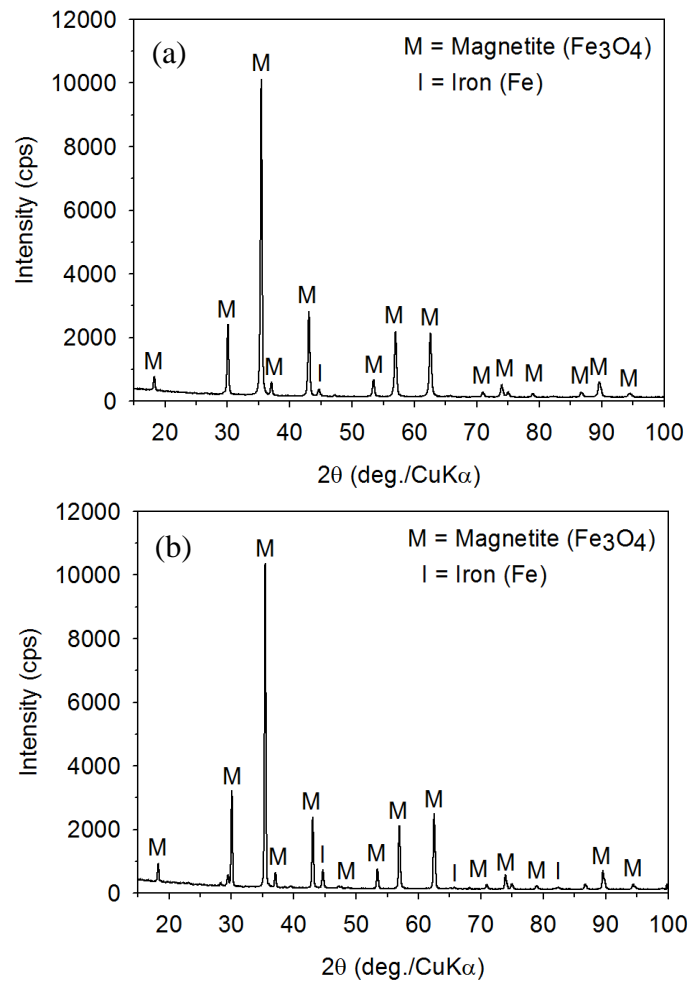 12000
(a)
M
M = Magnetite (Fe3O4)
I = Iron (Fe)
10000
8000
6000
4000
2000
0
Intensity (cps)
M
M
M
M
I
M
M
M
M
M
M
M
M
M
20
30
40
50
60
70
80
90
100
2θ (deg./CuKα)
12000
(b)
M
M = Magnetite (Fe3O4)
I = Iron (Fe)
10000
8000
6000
4000
2000
0
Intensity (cps)
M
M
M
M
I
M
M
M
M
I
M
M
M
I
M
M
20
30
40
50
60
70
80
90
100
2θ (deg./CuKα)